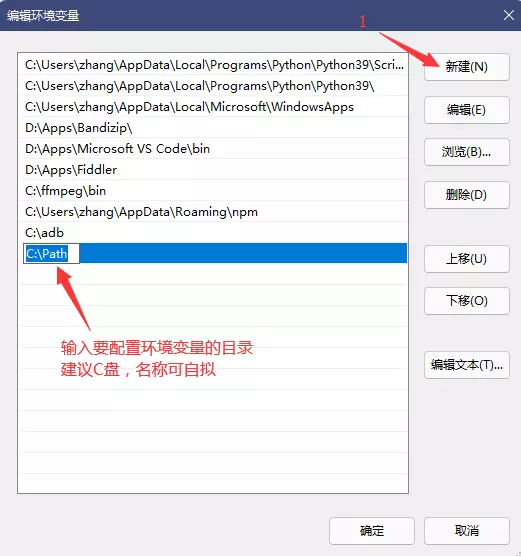 编辑环境变量
1
C:\Users\zhang\AppData\Local\Programs\Python\Python39\Scri...
新建(N)
C:\Users\zhang\AppData\Local\Programs\Python\Python39\
C:\Users\zhang\AppData\Local\Microsoft\WindowsApps
编辑(E)
D:\Apps\Bandizip\
D:\Apps\Microsoft VS Code\bin
浏览(B)...
D:\Apps\Fiddler
C:\ffmpeg\bin
删除(D)
C:\Users\zhang\AppData\Roaming\npm
C:\adb
C:\Path
上移(U)
下移(O)
输入要配置环境变量的目录
建议C盘，名称可自拟
编辑文本(T)...
确定
取消